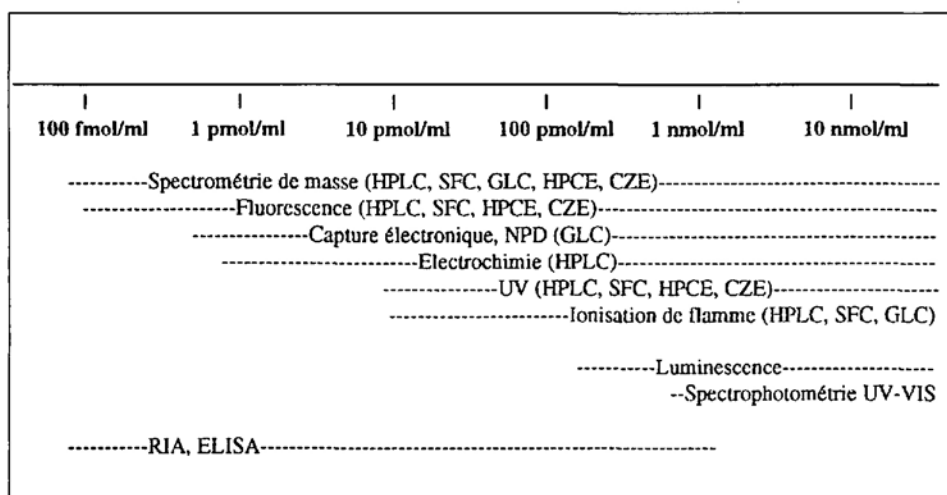 100 fmol/ml 1 pmol/ml 10 pmol/ml 100 pmol/ml 1 nmol/ml 10 nmol/ml
Spectrométrie de masse (HPLC, SFC, GLC, HPCE, CZE)
Fluorescence (HPLC, SFC, HPCE, CZE)
Capture électronique, NPD (GLC)
Electrochimie (HPLC)
UV (HPLC, SFC, HPCE, CZE)
Ionisation de flamme (HPLC, SFC, GLC)
Luminescence
Spectrophotométrie UV-VIS
RIA, ELISA